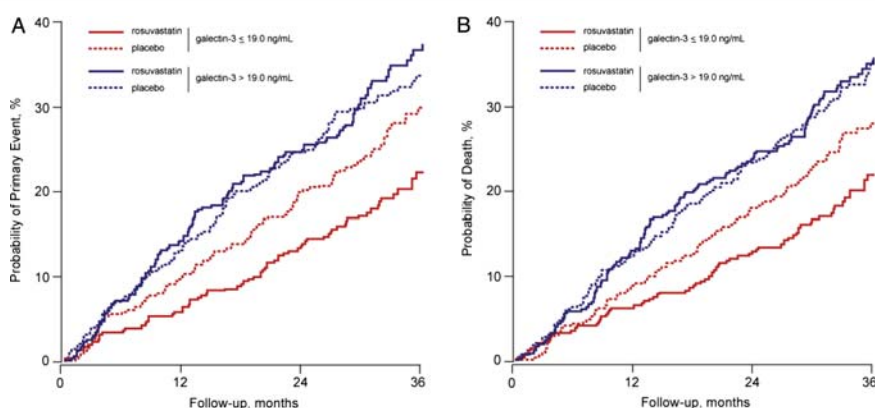 A
40
30
20
10
0
Probability of Primary Event, %
rosuvastatin
placebo
galectin-3 ≤ 19.0 ng/mL
rosuvastatin
placebo
galectin-3 > 19.0 ng/mL
0 12 24 36
Follow-up, months
B
40
30
20
10
0
Probability of Death, %
rosuvastatin
placebo
galectin-3 ≤ 19.0 ng/mL
rosuvastatin
placebo
galectin-3 > 19.0 ng/mL
0 12 24 36
Follow-up, months